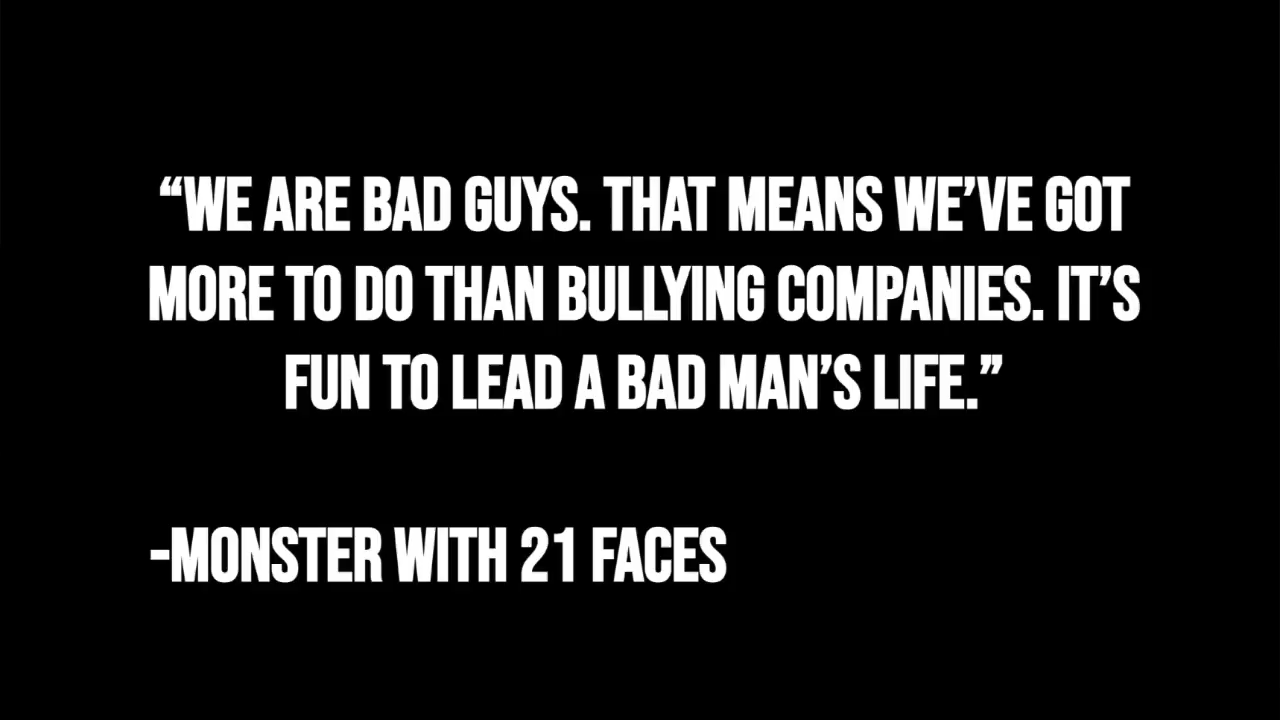 “WE ARE BAD GUYS. THAT MEANS WE’VE GOT
MORE TO DO THAN BULLYING COMPANIES. IT’S
FUN TO LEAD A BAD MAN’S LIFE.”
-MONSTER WITH 21 FACES